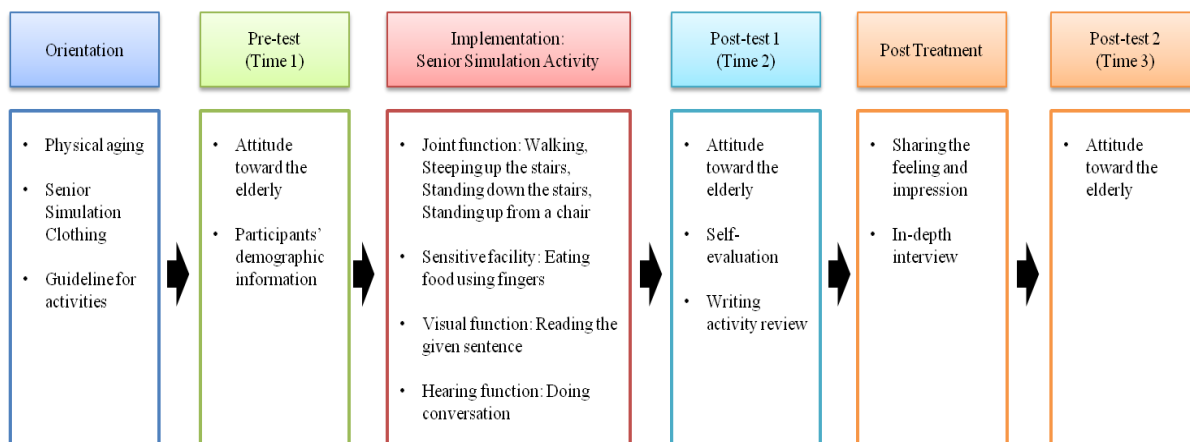 Orientation
Pre-test
(Time 1)
Implementation:
Senior Simulation Activity
Post-test 1
(Time 2)
Post Treatment
Post-test 2
(Time 3)
• Physical aging
• Senior
Simulation
Clothing
• Guideline for
activities
• Attitude
toward the
elderly
• Participants’
demographic
information
• Joint function: Walking,
Steeping up the stairs,
Standing down the stairs,
Standing up from a chair
• Sensitive facility: Eating
food using fingers
• Visual function: Reading the
given sentence
• Hearing function: Doing
conversation
• Attitude
toward the
elderly
• Self-
evaluation
• Writing
activity review
• Sharing the
feeling and
impression
• In-depth
interview
• Attitude
toward the
elderly